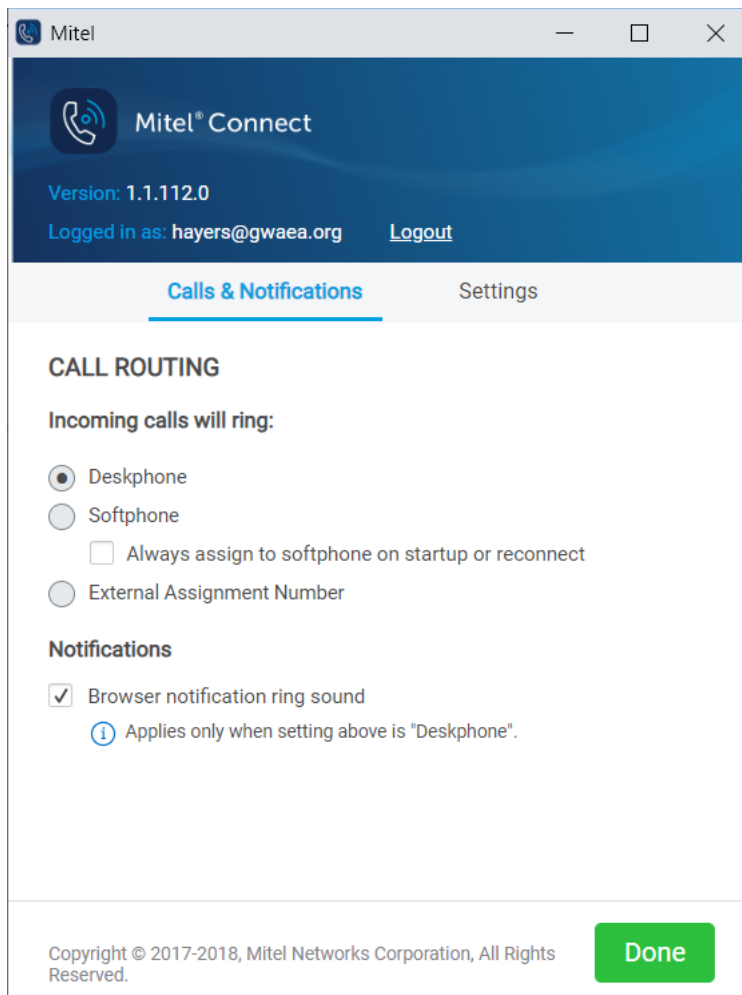 Mitel
Mitel® Connect
Version: 1.1.112.0
Logged in as: hayers@gwaea.org Logout
Calls & Notifications Settings
CALL ROUTING
Incoming calls will ring:
Deskphone
Softphone
Always assign to softphone on startup or reconnect
External Assignment Number
Notifications
Browser notification ring sound
Applies only when setting above is "Deskphone".
Copyright © 2017-2018, Mitel Networks Corporation, All Rights
Reserved.
Done